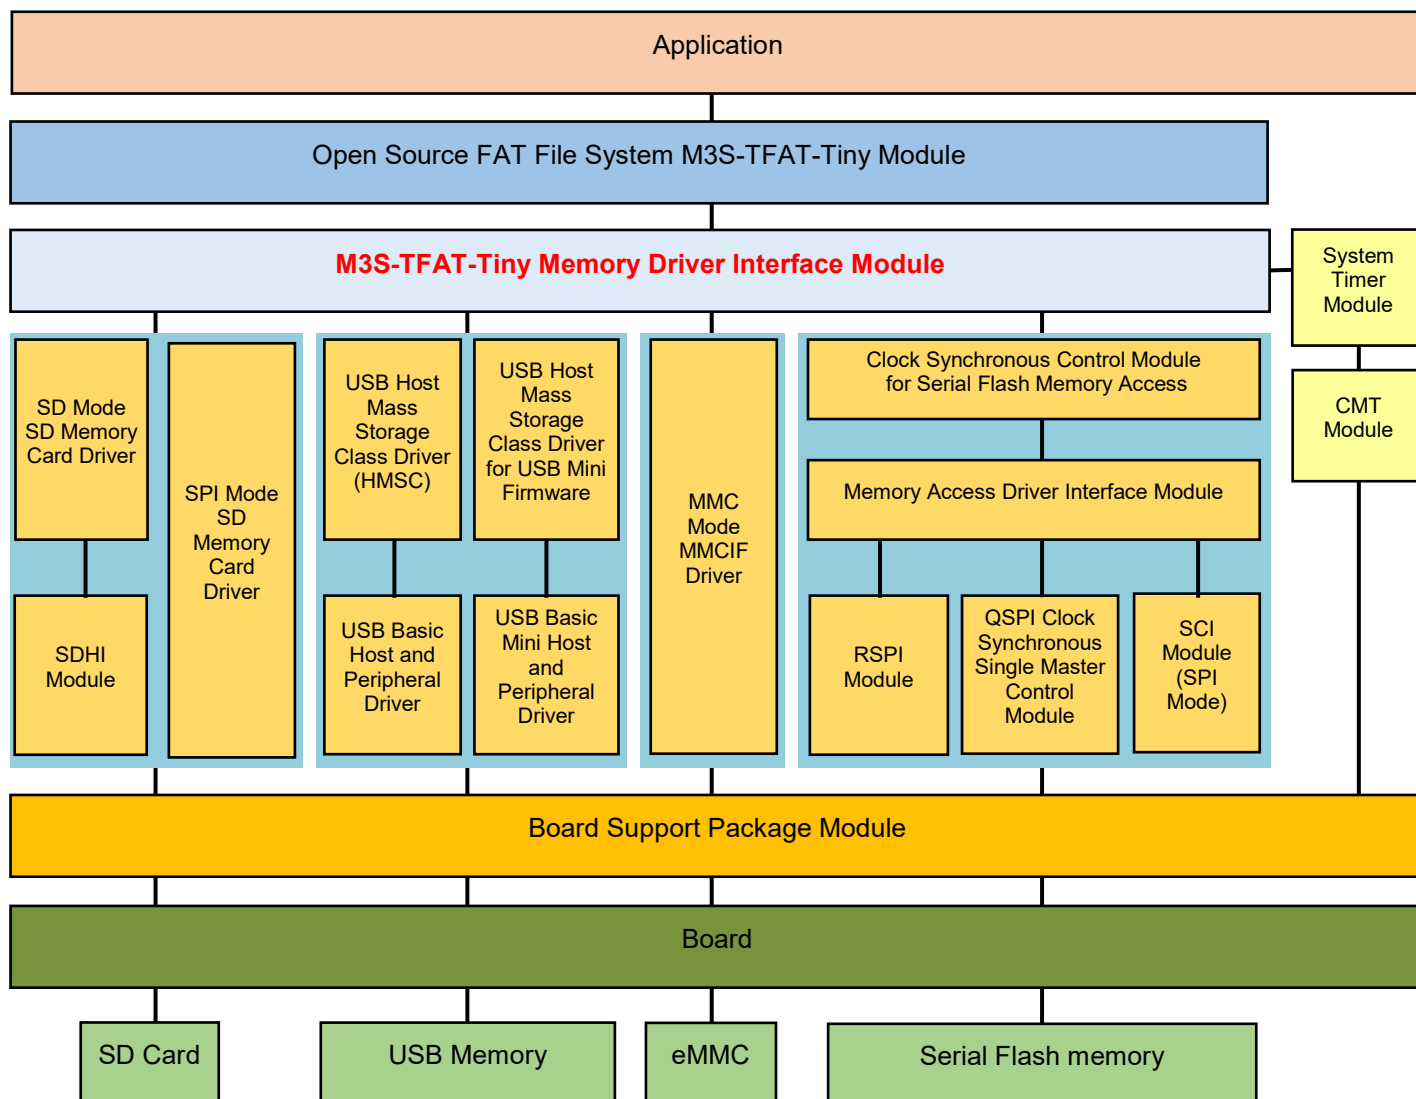 Application
Open Source FAT File System M3S-TFAT-Tiny Module
M3S-TFAT-Tiny Memory Driver Interface Module
System
Timer
Module
CMT
Module
SD Mode
SD Memory
Card Driver
SDHI
Module
SPI Mode
SD
Memory
Card
Driver
USB Host
Mass
Storage
Class Driver
(HMSC)
USB Basic
Host and
Peripheral
Driver
USB Host
Mass
Storage
Class Driver
for USB Mini
Firmware
USB Basic
Mini Host
and
Peripheral
Driver
MMC
Mode
MMCIF
Driver
Clock Synchronous Control Module
for Serial Flash Memory Access
Memory Access Driver Interface Module
RSPI
Module
QSPI Clock
Synchronous
Single Master
Control
Module
SCI
Module
(SPI
Mode)
Board Support Package Module
Board
SD Card
USB Memory
eMMC
Serial Flash memory